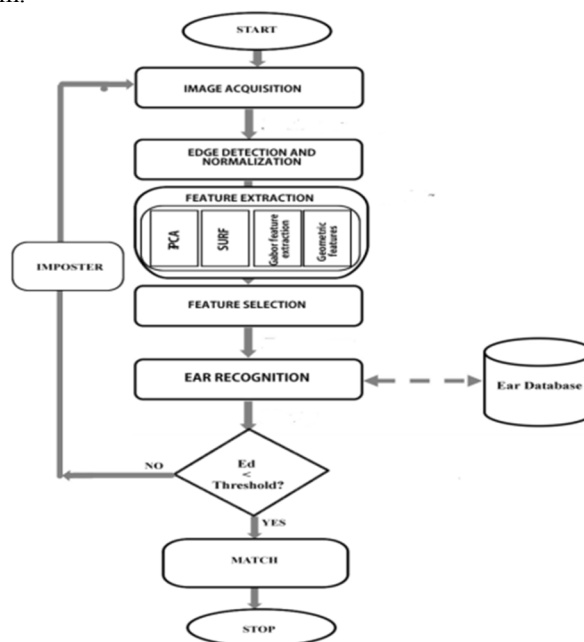 m.
START
IMAGE ACQUISITION
EDGE DETECTION AND
NORMALIZATION
FEATURE EXTRACTION
IPCA
SURF
Gabor feature
extraction
Geometric
features
IMPOSTER
FEATURE SELECTION
EAR RECOGNITION
Ear Database
NO
Ed
<
Threshold?
YES
MATCH
STOP